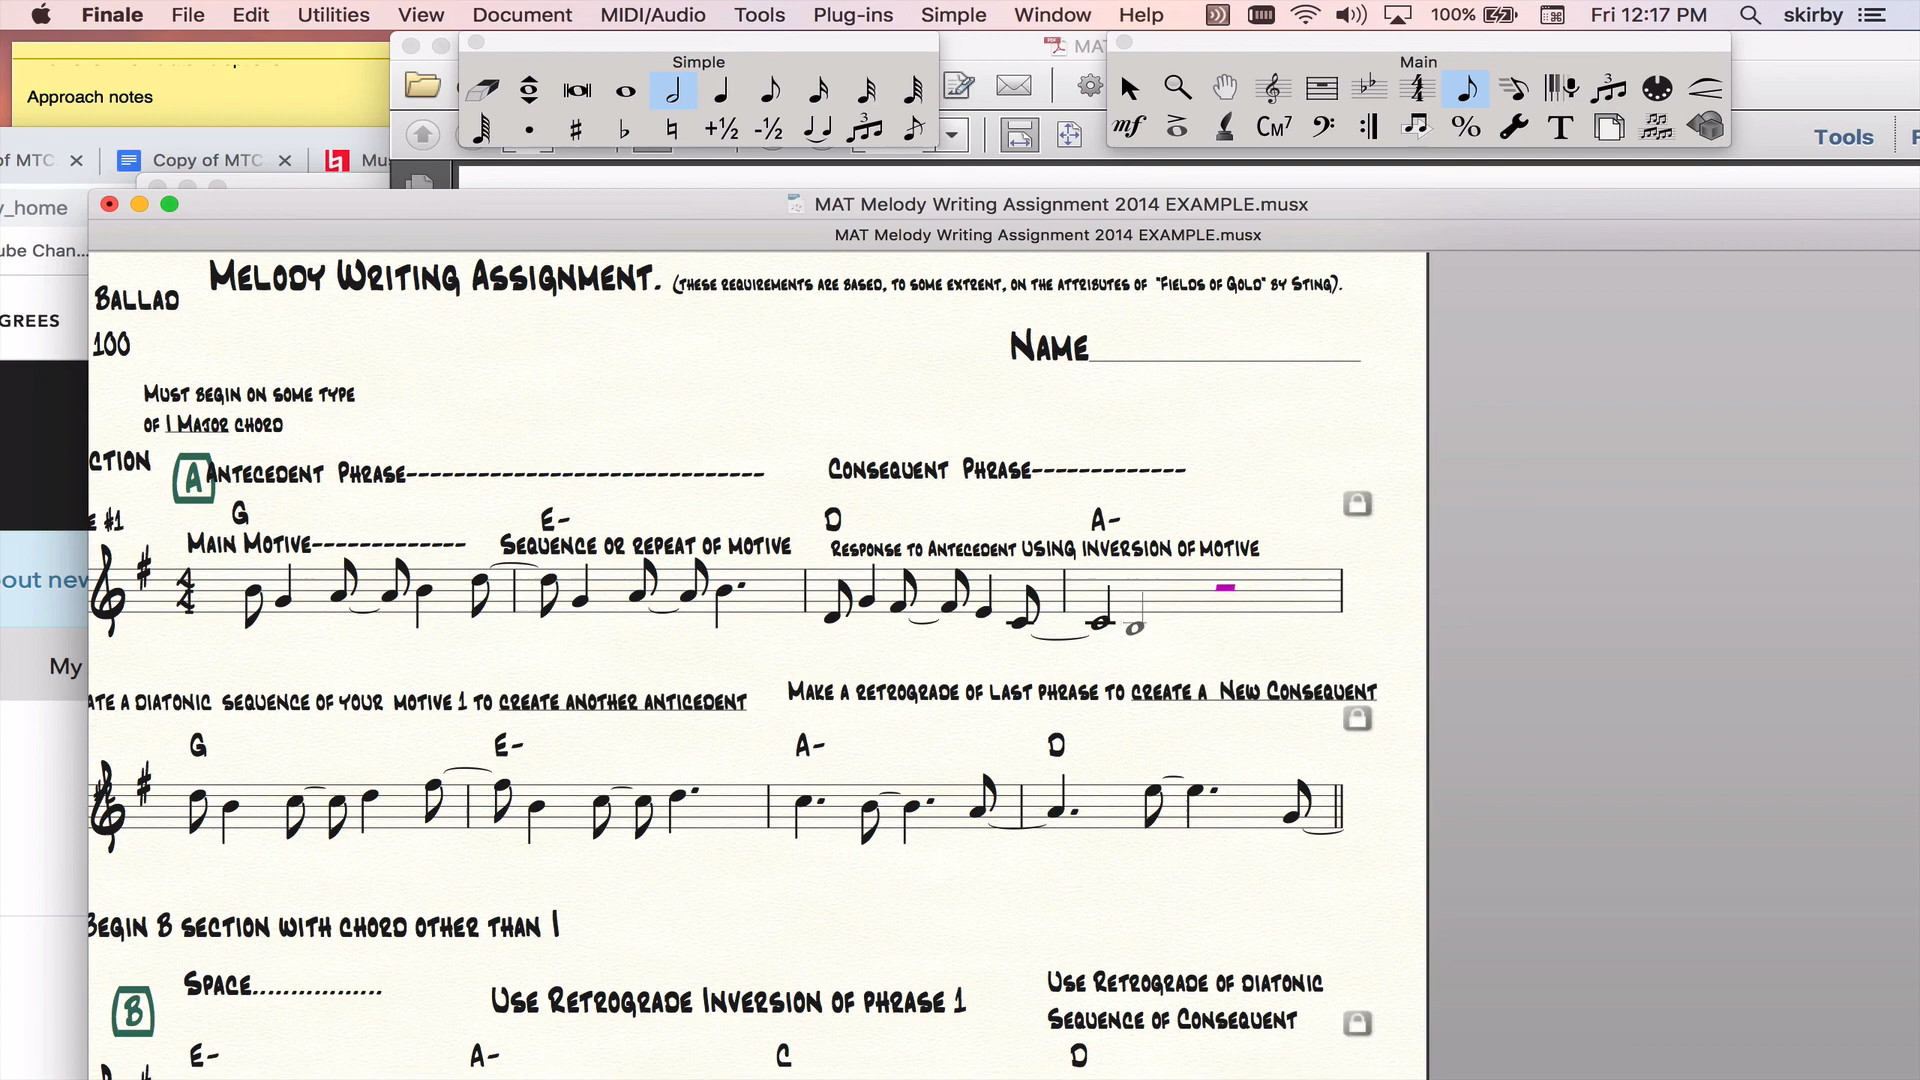 Finale File Edit Utilities View Document MIDI/Audio Tools Plug-ins Simple Window Help 100% Fri 12:17 PM skirby
Simple
Main
Approach notes
CM7
Tools
of MTC Copy of MTC Mus
y_home
MAT Melody Writing Assignment 2014 EXAMPLE.musx
MAT Melody Writing Assignment 2014 EXAMPLE.musx
ube Chan...
Melody Writing Assignment. (these requirements are based, to some extrent, on the attributes of "Fields of Gold" by Sting).
Ballad
GREES
100
Name
Must begin on some type
of I Major chord
ction
A Antecedent Phrase----------------------------
Consequent Phrase-------------
G E- D A-
e #1
Main Motive-------------
Sequence or repeat of motive
Response to Antecedent using inversion of motive
bout new
My
ate a diatonic sequence of your motive 1 to create another anticedent
Make a retrograde of last phrase to create a New Consequent
G E- A- D
Begin B section with chord other than I
B
Space................
Use Retrograde Inversion of phrase 1
Use Retrograde of diatonic
Sequence of Consequent
E- A- C D